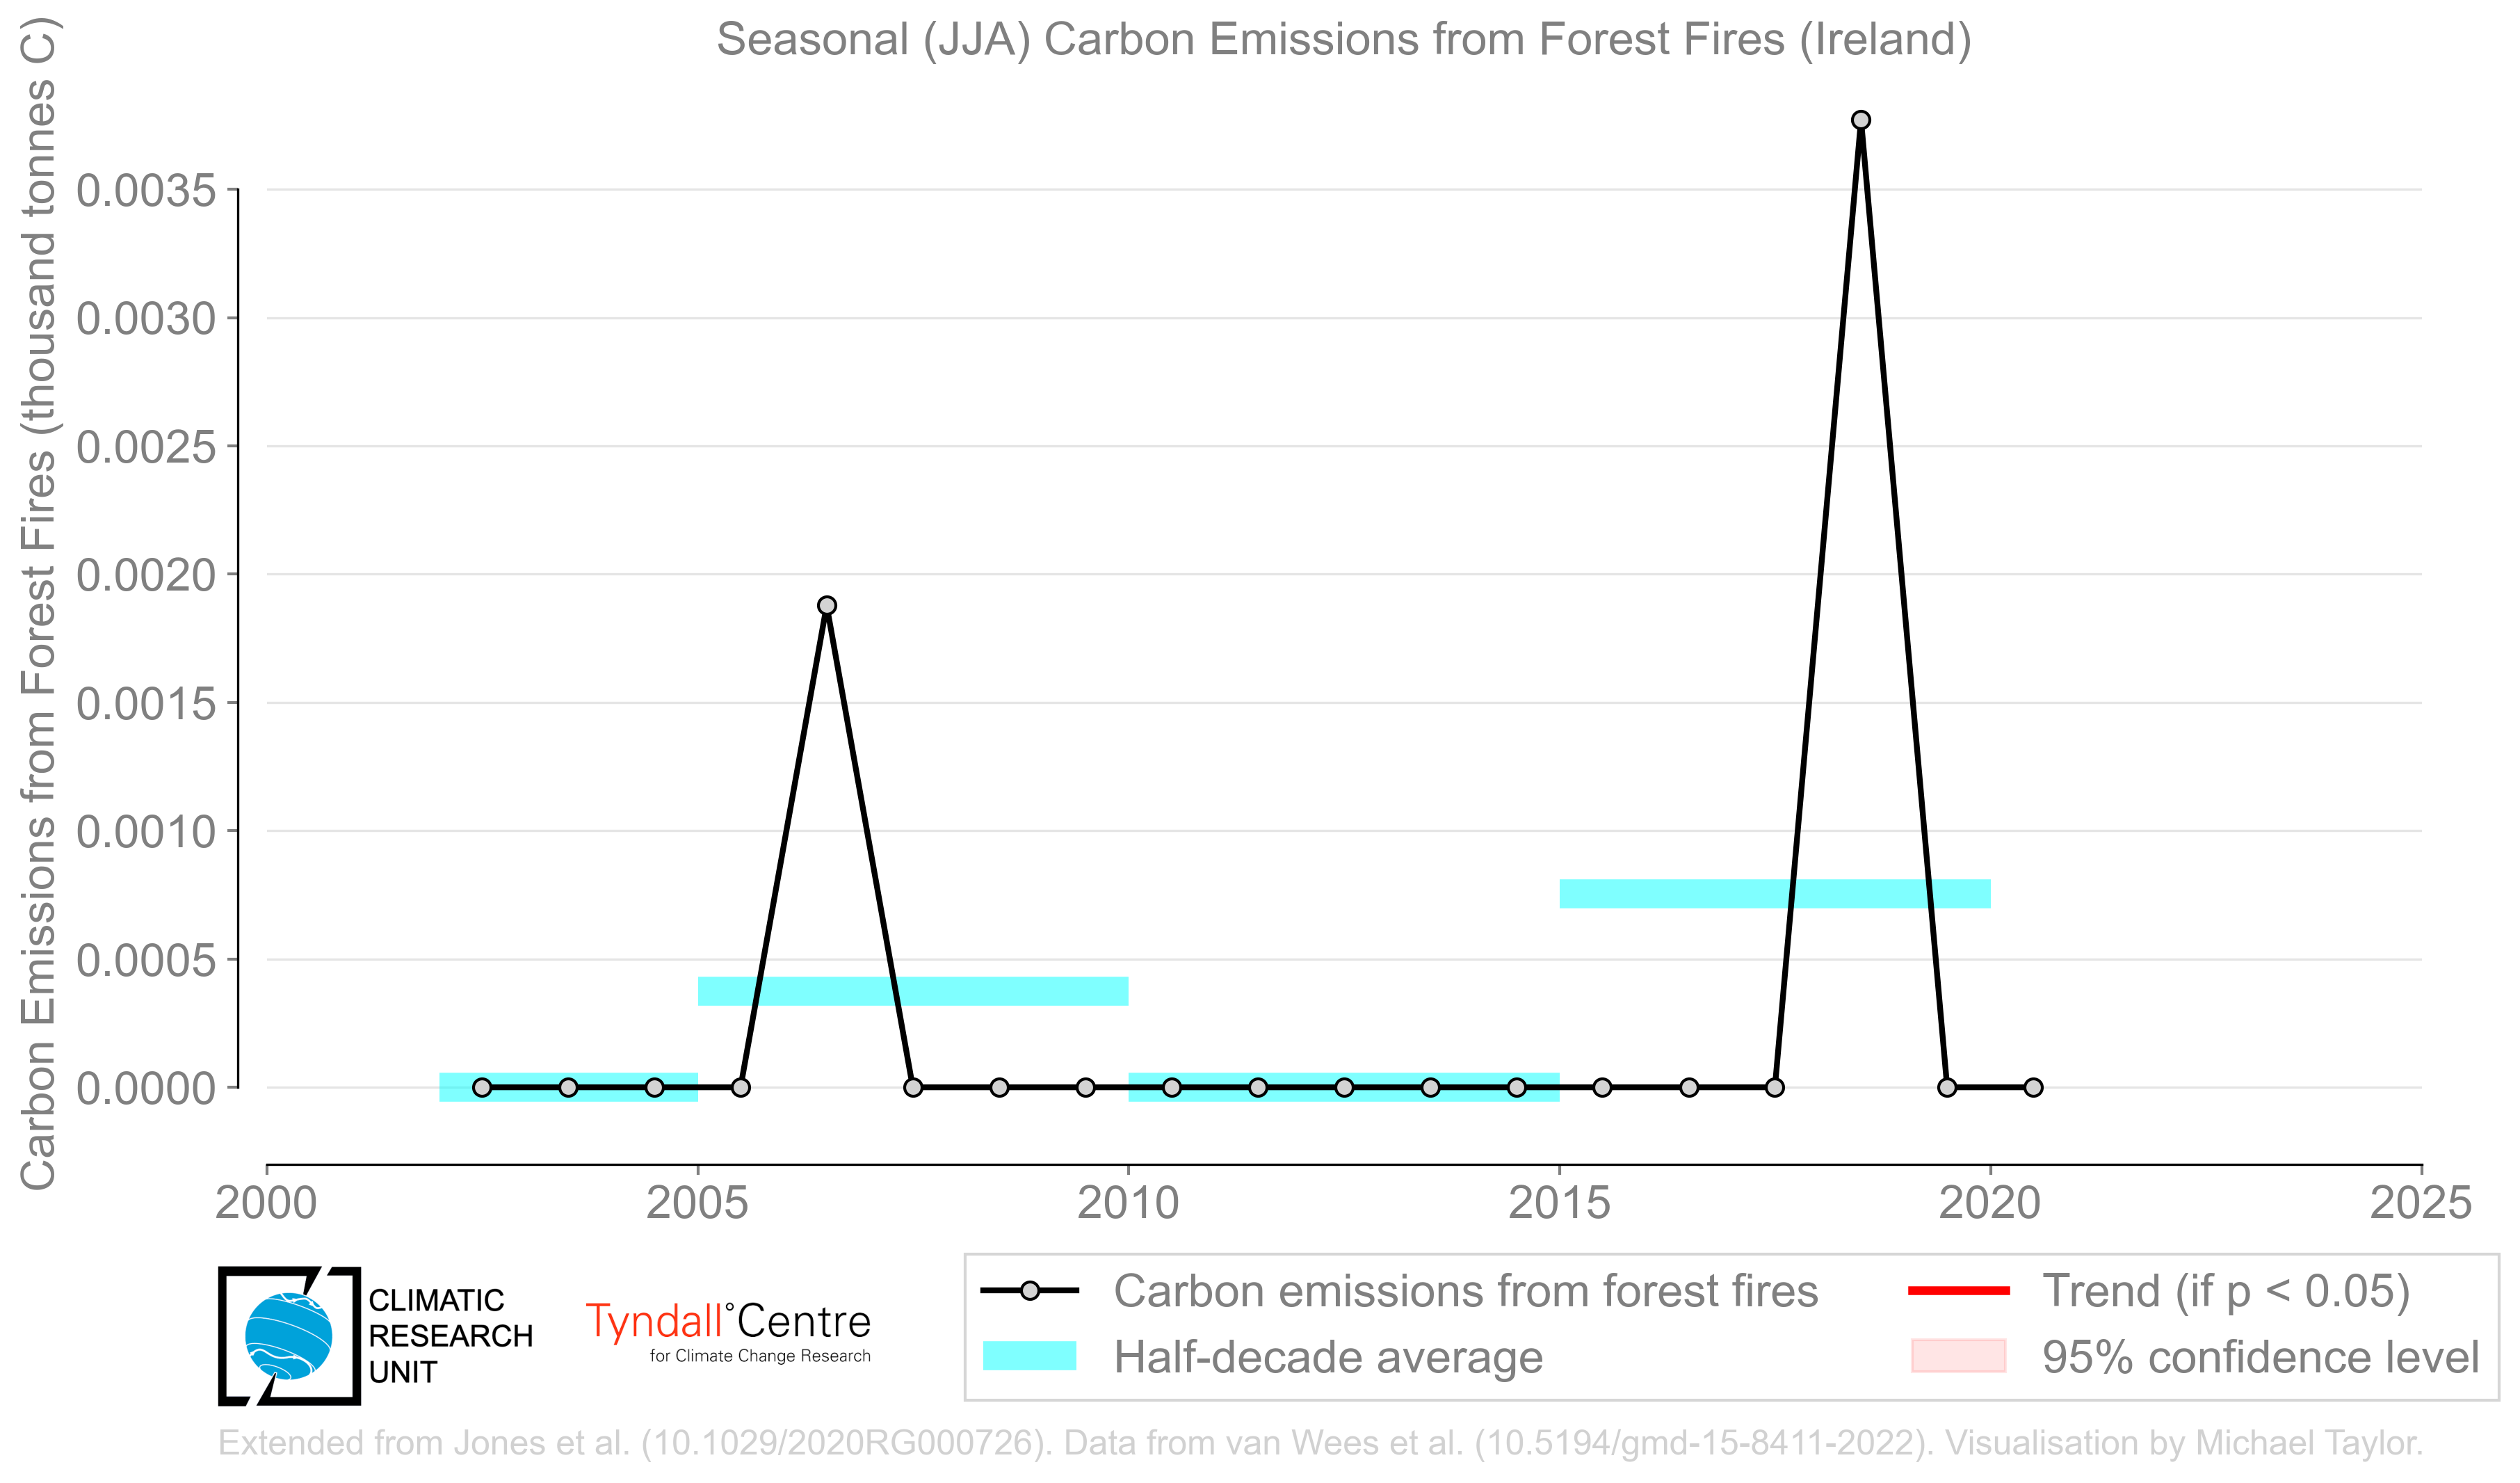 Seasonal (JJA) Carbon Emissions from Forest Fires (Ireland)
Carbon Emissions from Forest Fires (thousand tonnes C)
0.0035
0.0030
0.0025
0.0020
0.0015
0.0010
0.0005
0.0000
2000 2005 2010 2015 2020 2025
CLIMATIC
RESEARCH
UNIT
Tyndall°Centre
for Climate Change Research
Carbon emissions from forest fires
Half-decade average
Trend (if p < 0.05)
95% confidence level
Extended from Jones et al. (10.1029/2020RG000726). Data from van Wees et al. (10.5194/gmd-15-8411-2022). Visualisation by Michael Taylor.